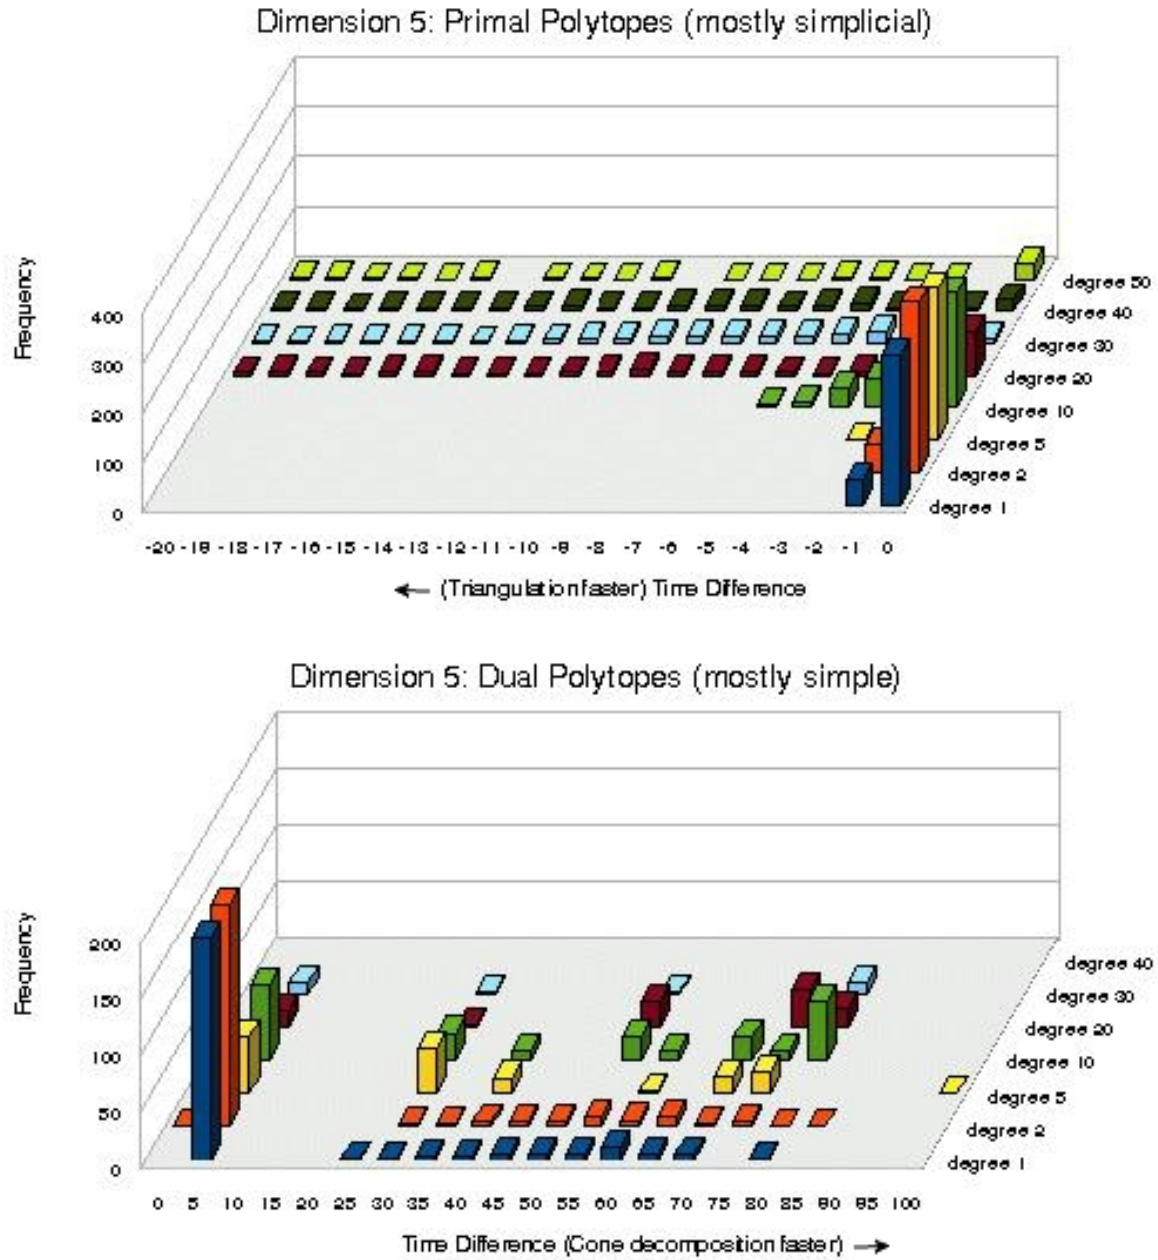 Dimension 5: Primal Polytopes (mostly simplicial)
Frequency
400
300
200
100
0
degree 50
degree 40
degree 30
degree 20
degree 10
degree 5
degree 2
degree 1
-20 -19 -18 -17 -16 -15 -14 -13 -12 -11 -10 -9 -8 -7 -6 -5 -4 -3 -2 -1 0
← (Triangulation faster) Time Difference
Dimension 5: Dual Polytopes (mostly simple)
Frequency
200
150
100
50
0
degree 40
degree 30
degree 20
degree 10
degree 5
degree 2
degree 1
0 5 10 15 20 25 30 35 40 45 50 55 60 65 70 75 80 85 90 95 100
Time Difference (Cone decomposition faster) →